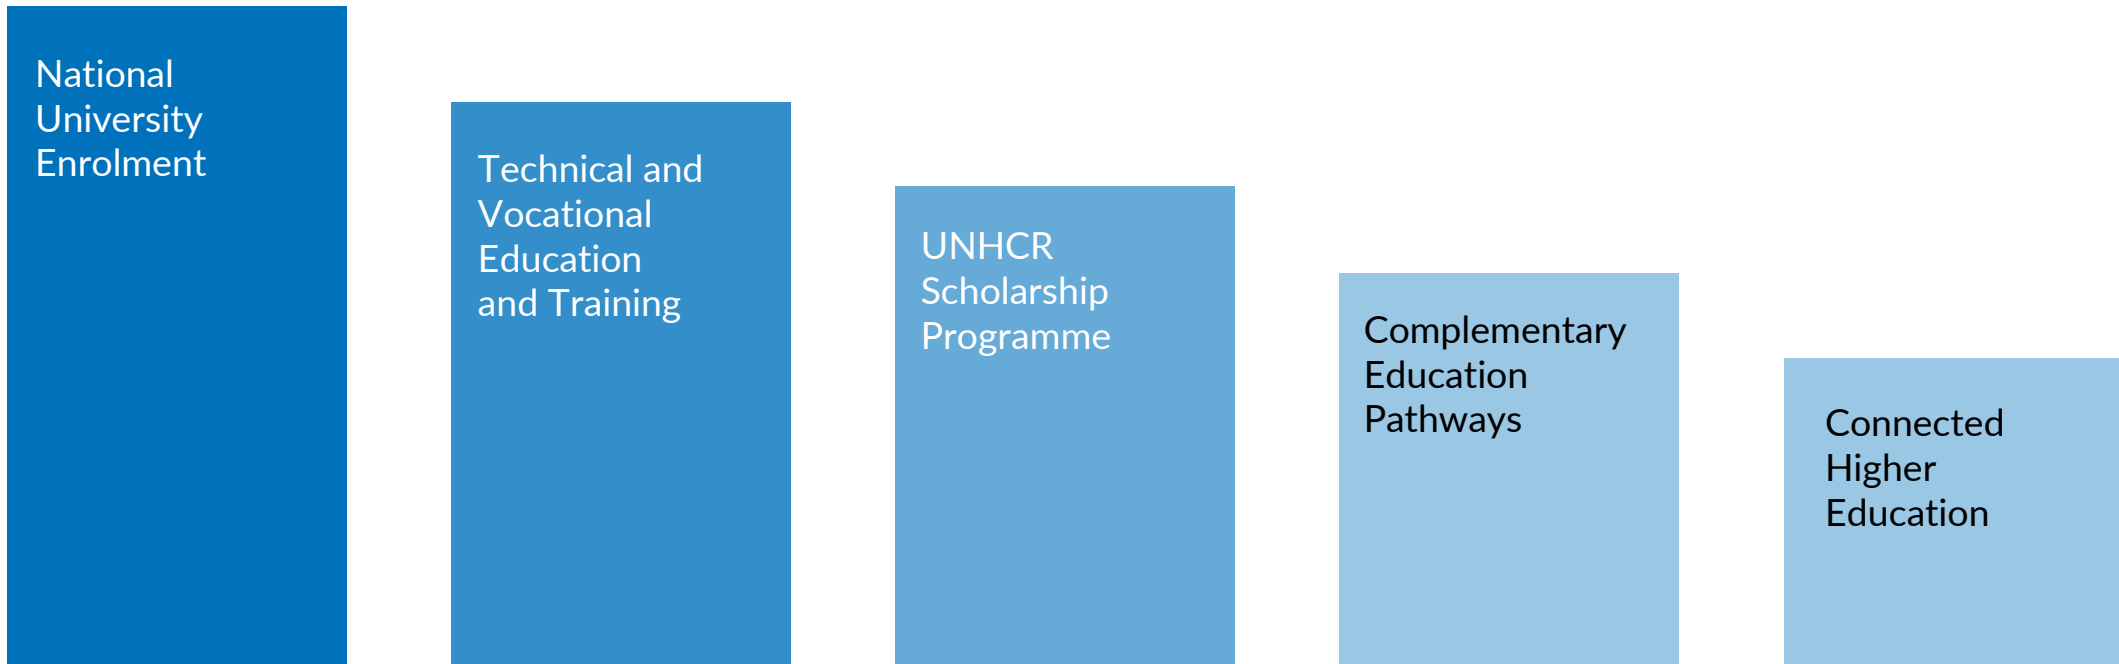 National
University
Enrolment
Technical and
Vocational
Education
and Training
UNHCR
Scholarship
Programme
Complementary
Education
Pathways
Connected
Higher
Education